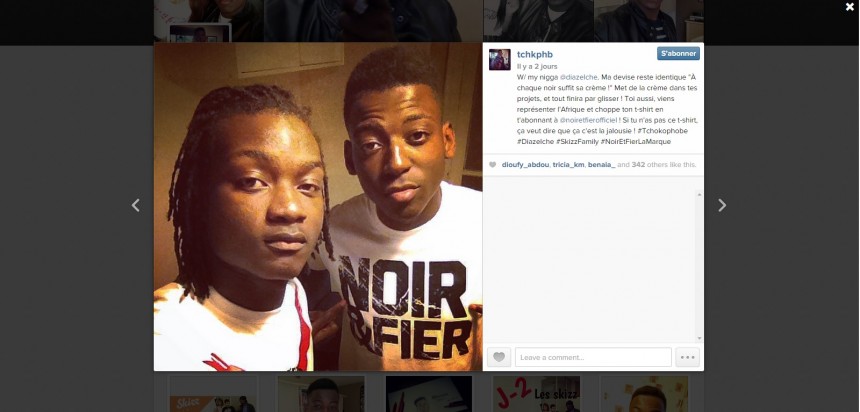 tchkphb
S'abonner
Il y a 2 jours
W/ my nigga @diazelche. Ma devise reste identique "À
chaque noir suffit sa crème !" Met de la crème dans tes
projets, et tout finira par glisser ! Toi aussi, viens
représenter l'Afrique et choppe ton t-shirt en
t'abonnant à @noiretfierofficiel ! Si tu n'as pas ce t-shirt,
ça veut dire que ça c'est la jalousie ! #Tchokophobe
#Diazelche #SkizzFamily #NoirEtFierLaMarque
dioufy_abdou, tricia_km, benaia_ and 342 others like this.
NOIR
&FIER
Leave a comment...
Skizz
J-2
Les skizz